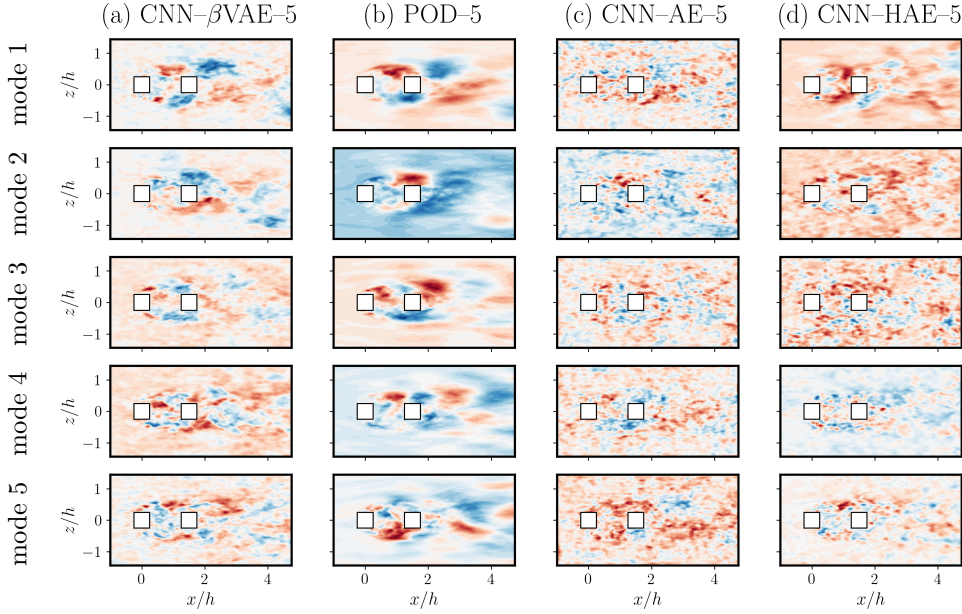 (a) CNN–βVAE–5 (b) POD–5 (c) CNN–AE–5 (d) CNN–HAE–5
mode 1
z/h
1
0
−1
mode 2
z/h
1
0
−1
mode 3
z/h
1
0
−1
mode 4
z/h
1
0
−1
mode 5
z/h
1
0
−1
0 2 4 0 2 4 0 2 4 0 2 4
x/h x/h x/h x/h